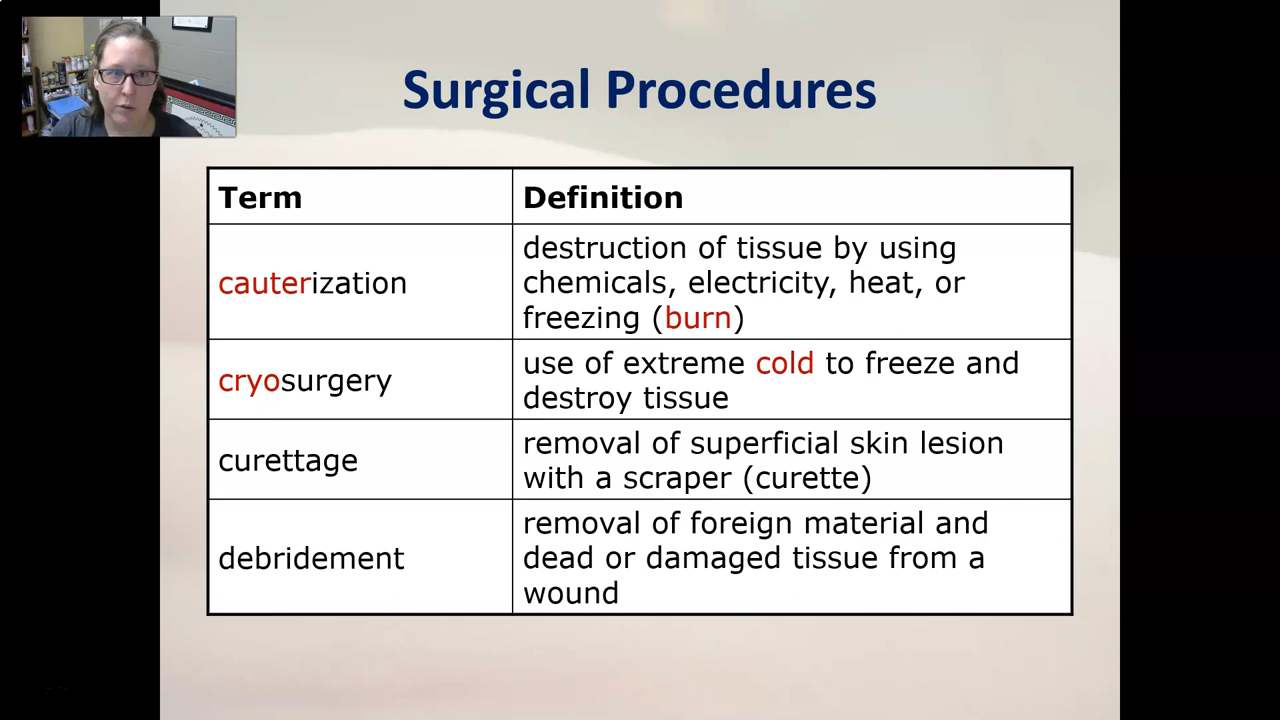 Surgical Procedures
Term
Definition
cauterization
destruction of tissue by using
chemicals, electricity, heat, or
freezing (burn)
cryosurgery
use of extreme cold to freeze and
destroy tissue
curettage
removal of superficial skin lesion
with a scraper (curette)
debridement
removal of foreign material and
dead or damaged tissue from a
wound